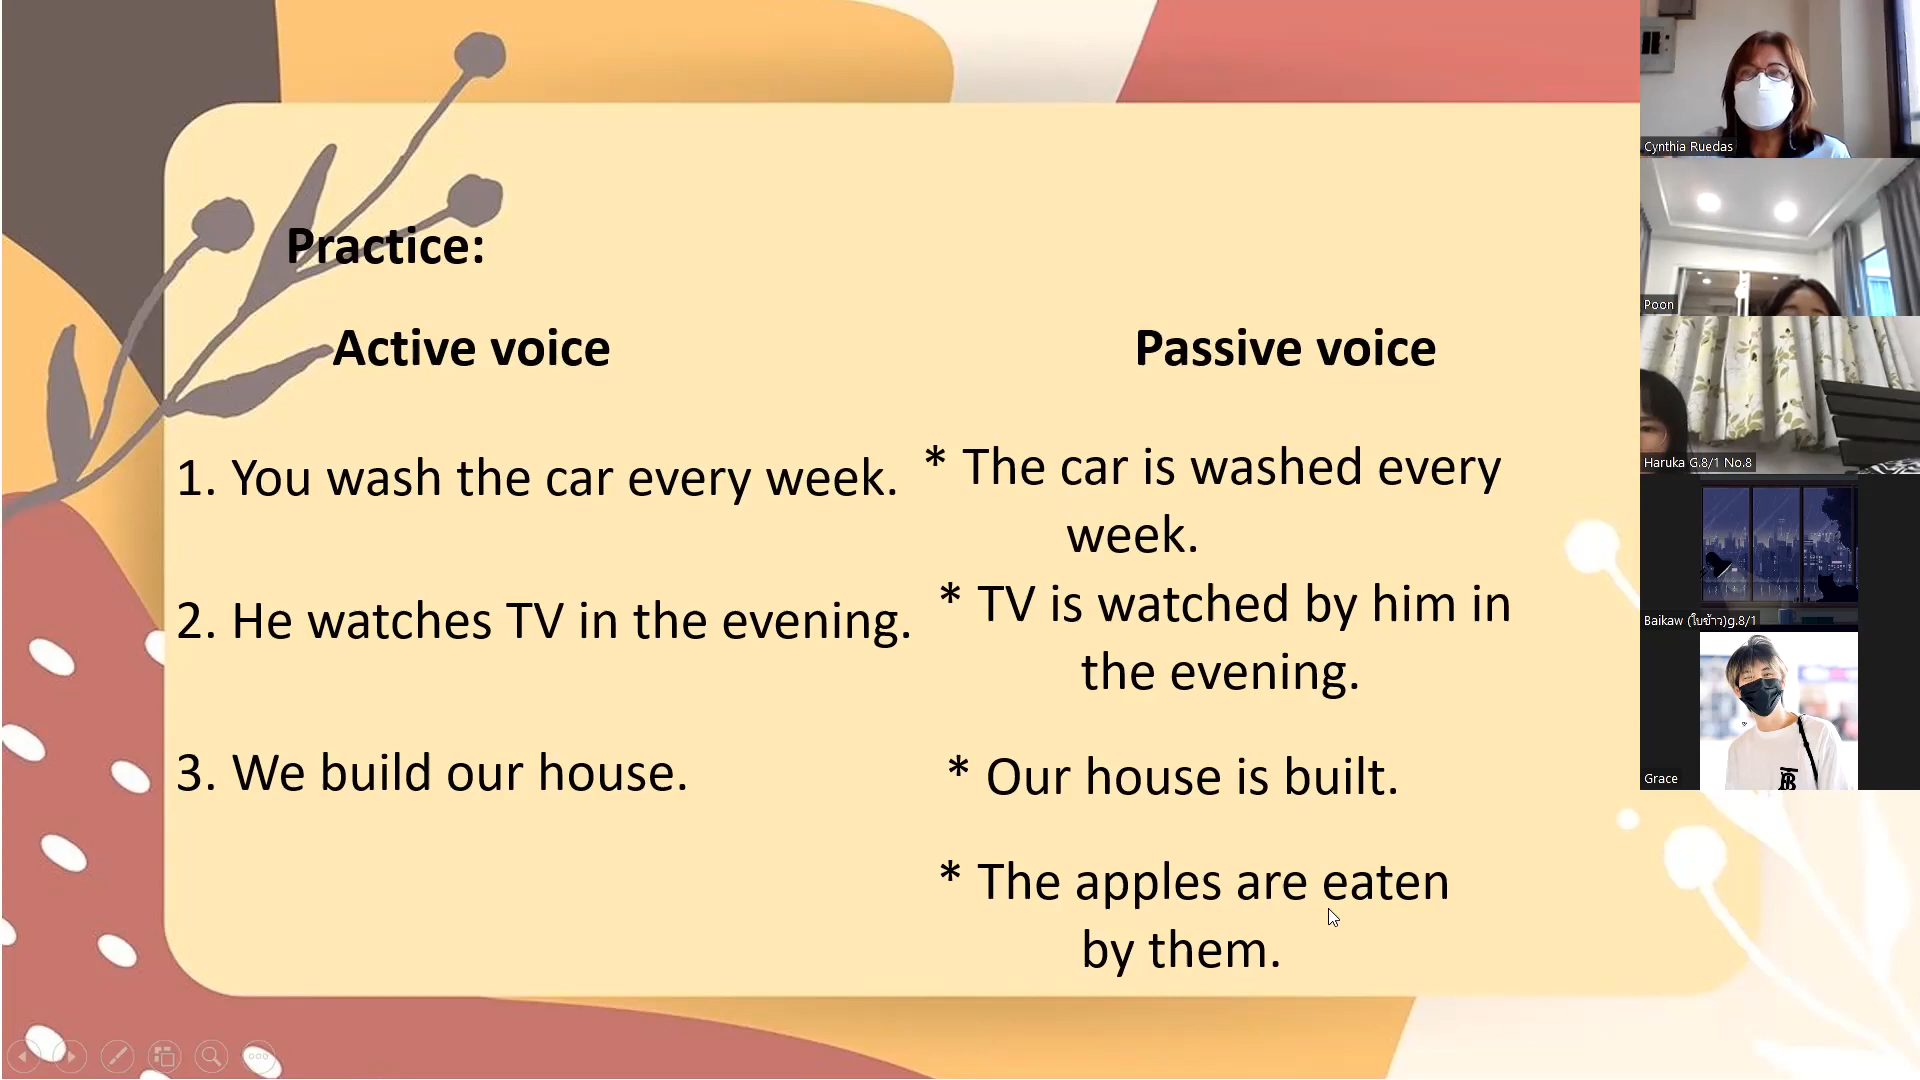 Practice:
Active voice
Passive voice
1. You wash the car every week.
* The car is washed every
week.
2. He watches TV in the evening.
* TV is watched by him in
the evening.
3. We build our house.
* Our house is built.
* The apples are eaten
by them.
Cynthia Ruedas
Poon
Haruka G.8/1 No.8
Baikaw (ใบข้าว)g.8/1
Grace